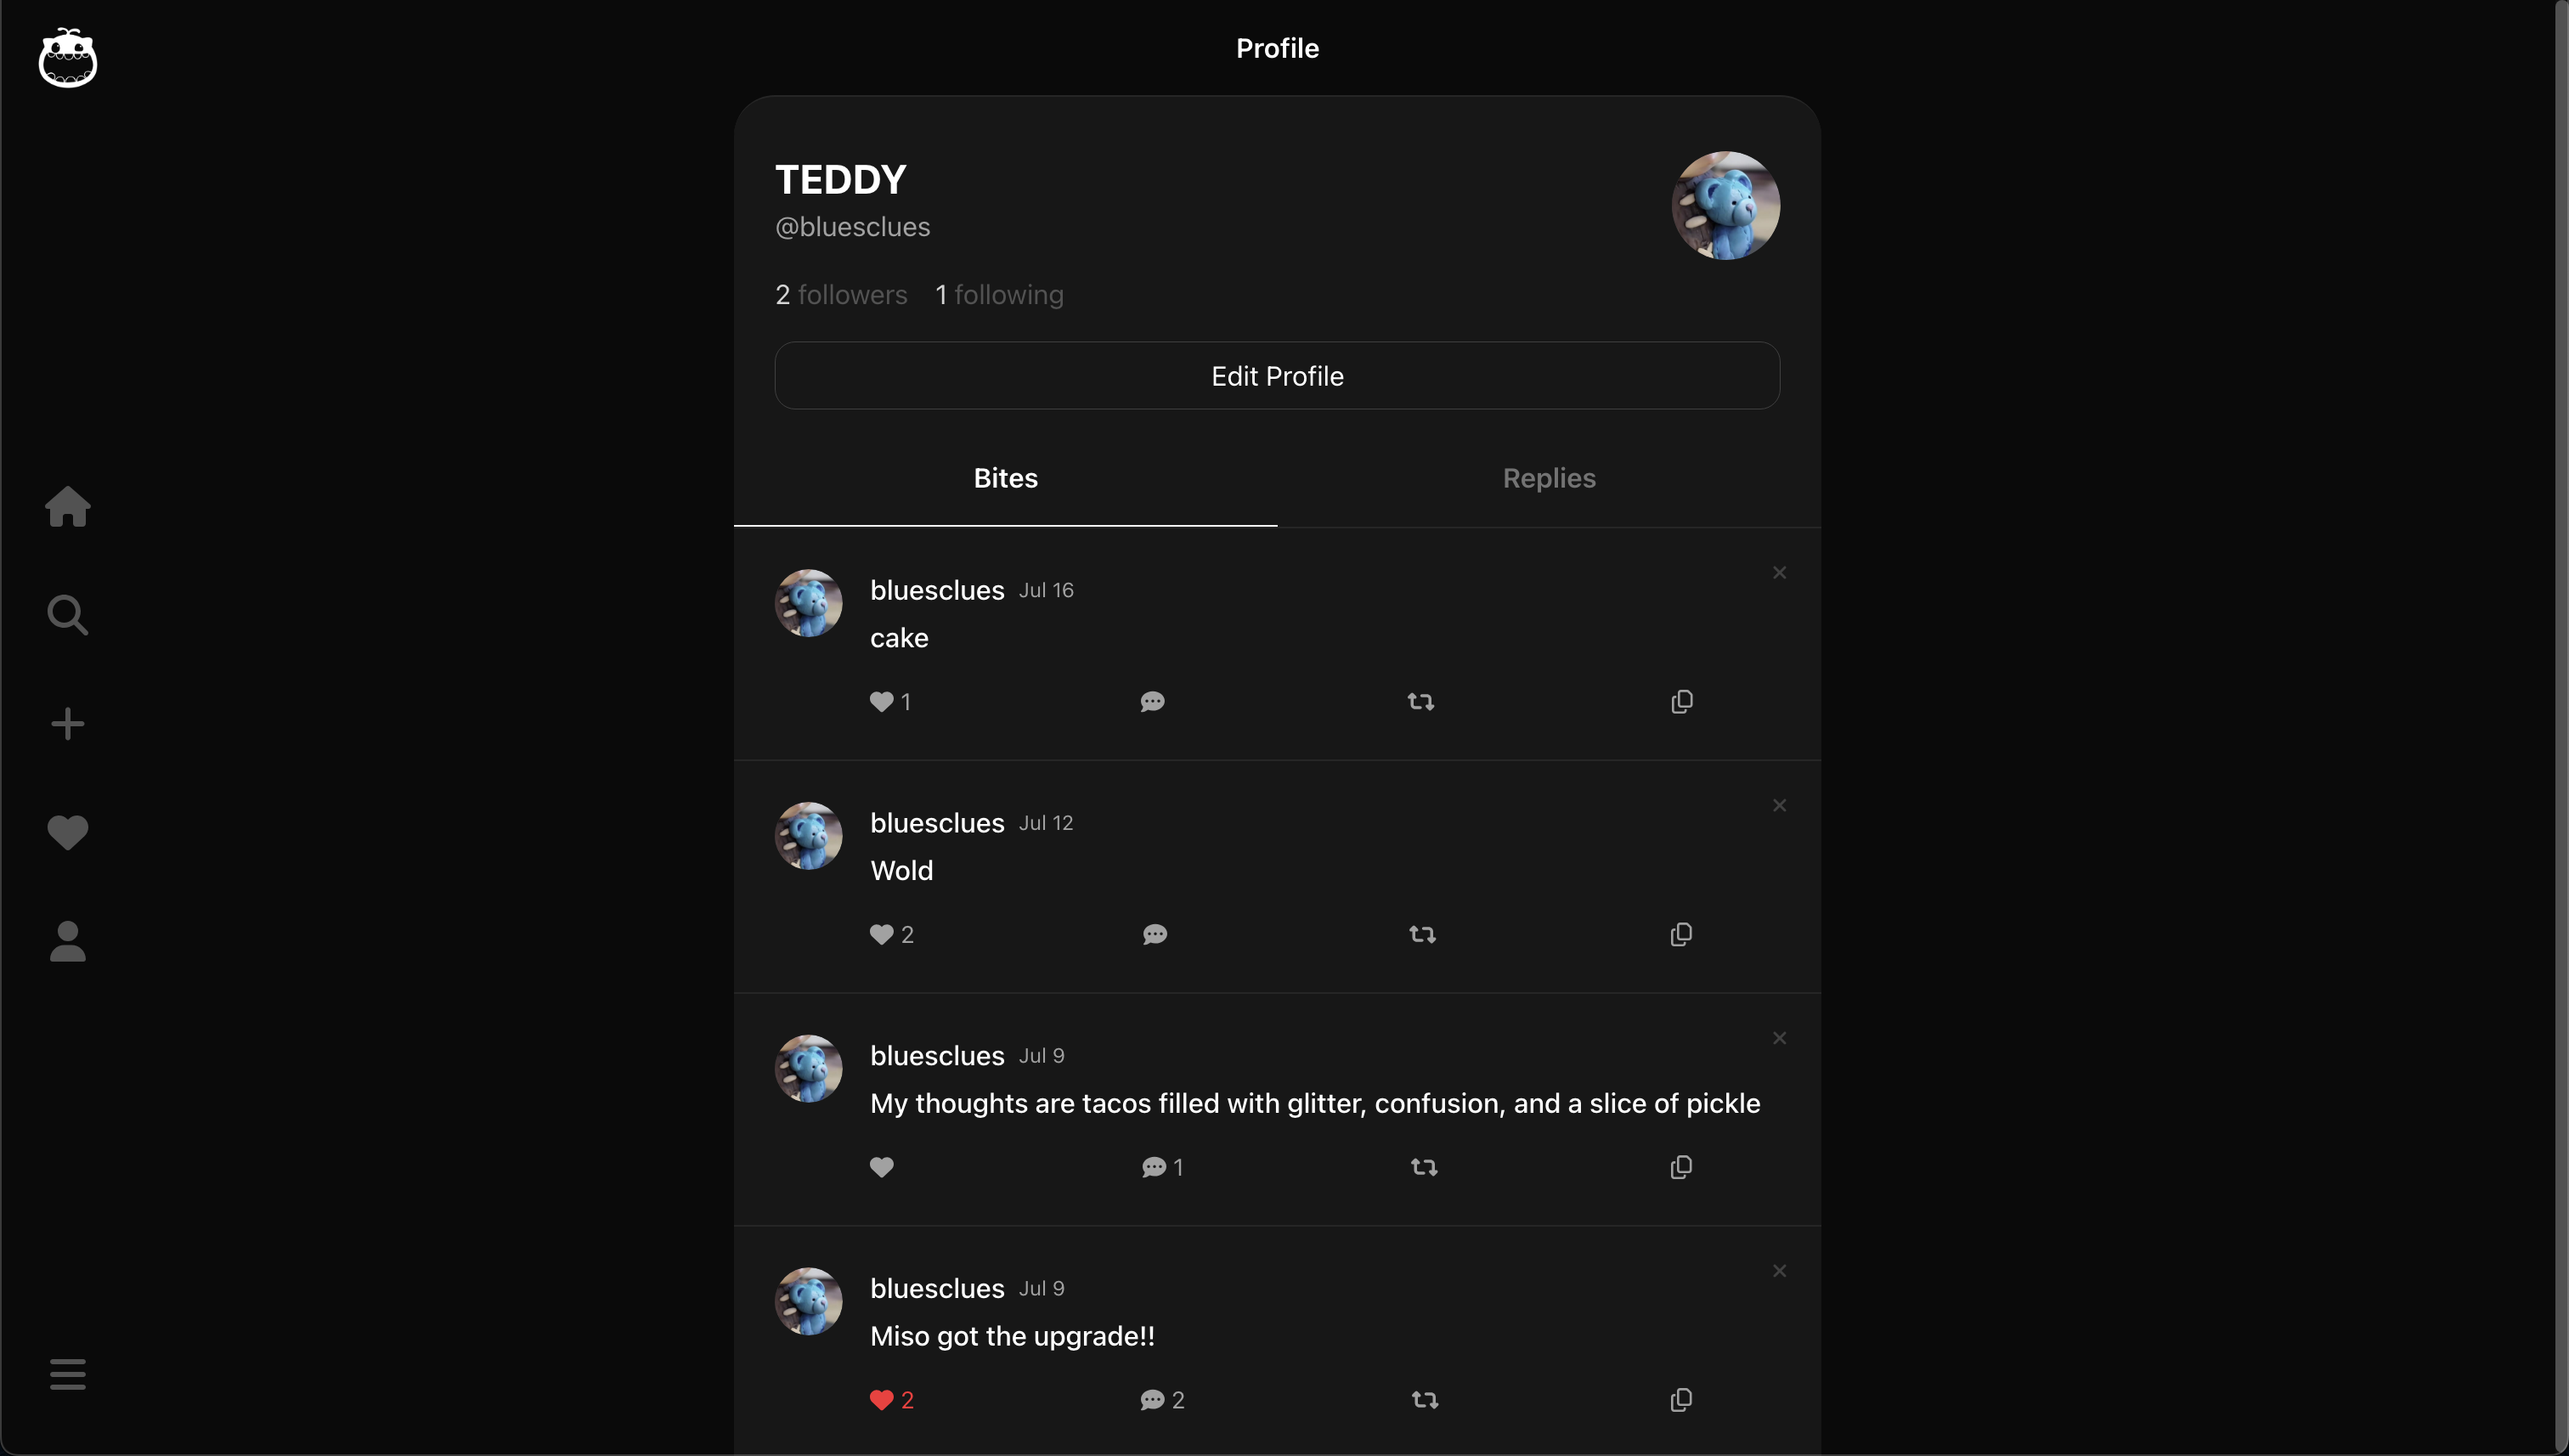 Profile
TEDDY
@bluesclues
2 followers 1 following
Edit Profile
Bites Replies
bluesclues Jul 16
cake
1
bluesclues Jul 12
Wold
2
bluesclues Jul 9
My thoughts are tacos filled with glitter, confusion, and a slice of pickle
1
bluesclues Jul 9
Miso got the upgrade!!
2 2